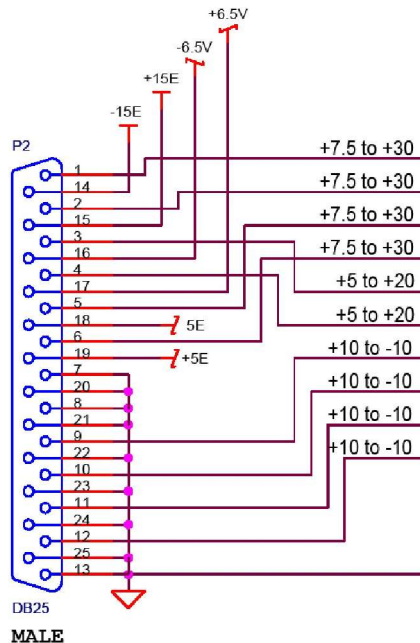 +6.5V
-6.5V
+15E
-15E
P2
1
+7.5 to +30
14
2
+7.5 to +30
15
3
+7.5 to +30
16
4
+7.5 to +30
17
5
+5 to +20
18
5E
6
+5 to +20
19
+5E
7
+10 to -10
20
8
+10 to -10
21
9
+10 to -10
22
10
+10 to -10
23
11
24
12
25
13
DB25
MALE